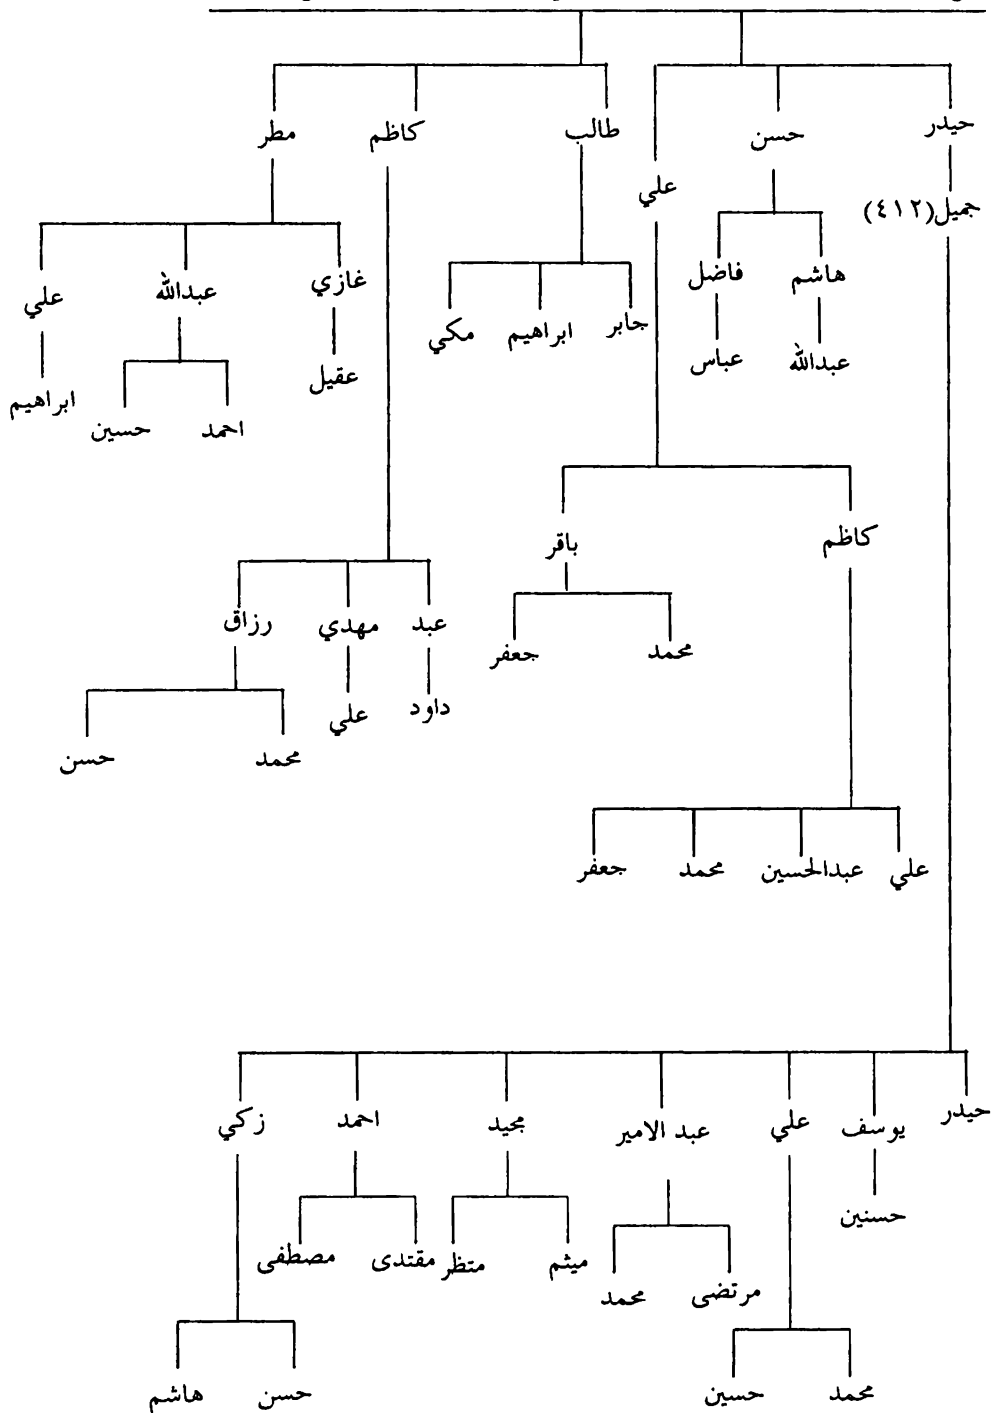 حيدر حسن علي طالب كاظم مطر
جميل(٤١٢)
هاشم فاضل جابر ابراهيم مكي غازي عبدالله علي
عبدالله عباس عقيل احمد حسين ابراهيم
كاظم باقر
محمد جعفر عبد مهدي رزاق
داود علي محمد حسن
علي عبدالحسين محمد جعفر
حيدر يوسف علي عبد الامير مجيد احمد زكي
حسنين
مرتضى محمد ميثم متظر مقتدى مصطفى
محمد حسين حسن هاشم